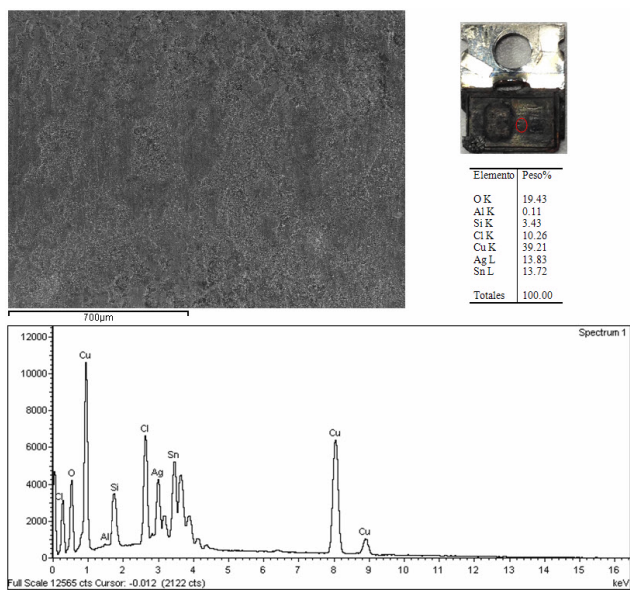 700µm
Elemento Peso%
O K 19.43
Al K 0.11
Si K 3.43
Cl K 10.26
Cu K 39.21
Ag L 13.83
Sn L 13.72
Totales 100.00
Spectrum 1
12000
10000
8000
6000
4000
2000
0
Cl
O
Cu
Al
Si
Cl
Ag
Sn
Cu
Cu
0 1 2 3 4 5 6 7 8 9 10 11 12 13 14 15 16
Full Scale 12565 cts Cursor: -0.012 (2122 cts)
keV